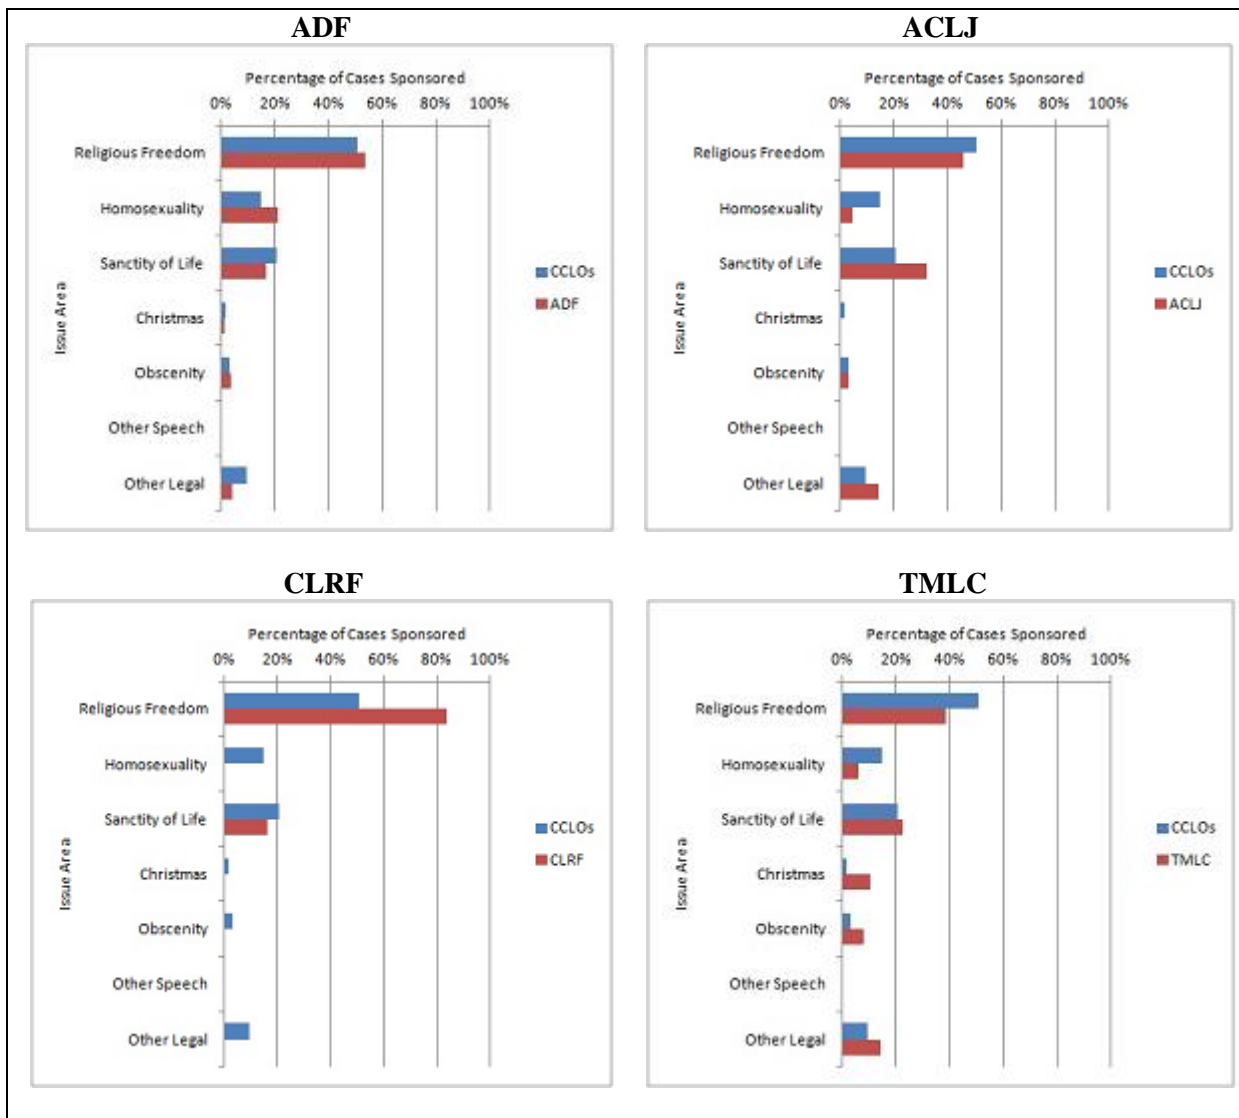 ADF
Percentage of Cases Sponsored
0% 20% 40% 60% 80% 100%
Religious Freedom
Homosexuality
Sanctity of Life
Christmas
Obscenity
Other Speech
Other Legal
Issue Area
CCLOs
ADF
ACLJ
Percentage of Cases Sponsored
0% 20% 40% 60% 80% 100%
Religious Freedom
Homosexuality
Sanctity of Life
Christmas
Obscenity
Other Speech
Other Legal
Issue Area
CCLOs
ACLJ
CLRF
Percentage of Cases Sponsored
0% 20% 40% 60% 80% 100%
Religious Freedom
Homosexuality
Sanctity of Life
Christmas
Obscenity
Other Speech
Other Legal
Issue Area
CCLOs
CLRF
TMLC
Percentage of Cases Sponsored
0% 20% 40% 60% 80% 100%
Religious Freedom
Homosexuality
Sanctity of Life
Christmas
Obscenity
Other Speech
Other Legal
Issue Area
CCLOs
TMLC